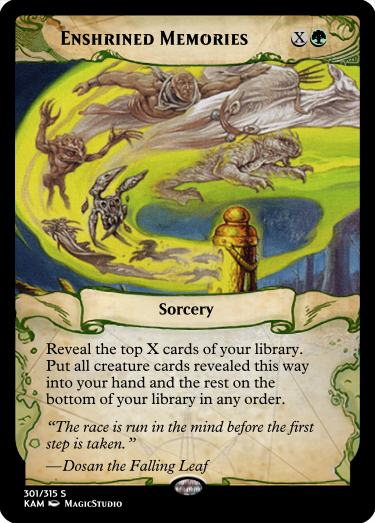 Enshrined Memories X
Sorcery
Reveal the top X cards of your library.
Put all creature cards revealed this way
into your hand and the rest on the
bottom of your library in any order.
“The race is run in the mind before the first
step is taken.”
—Dosan the Falling Leaf
301/315 S
KAM MagicStudio